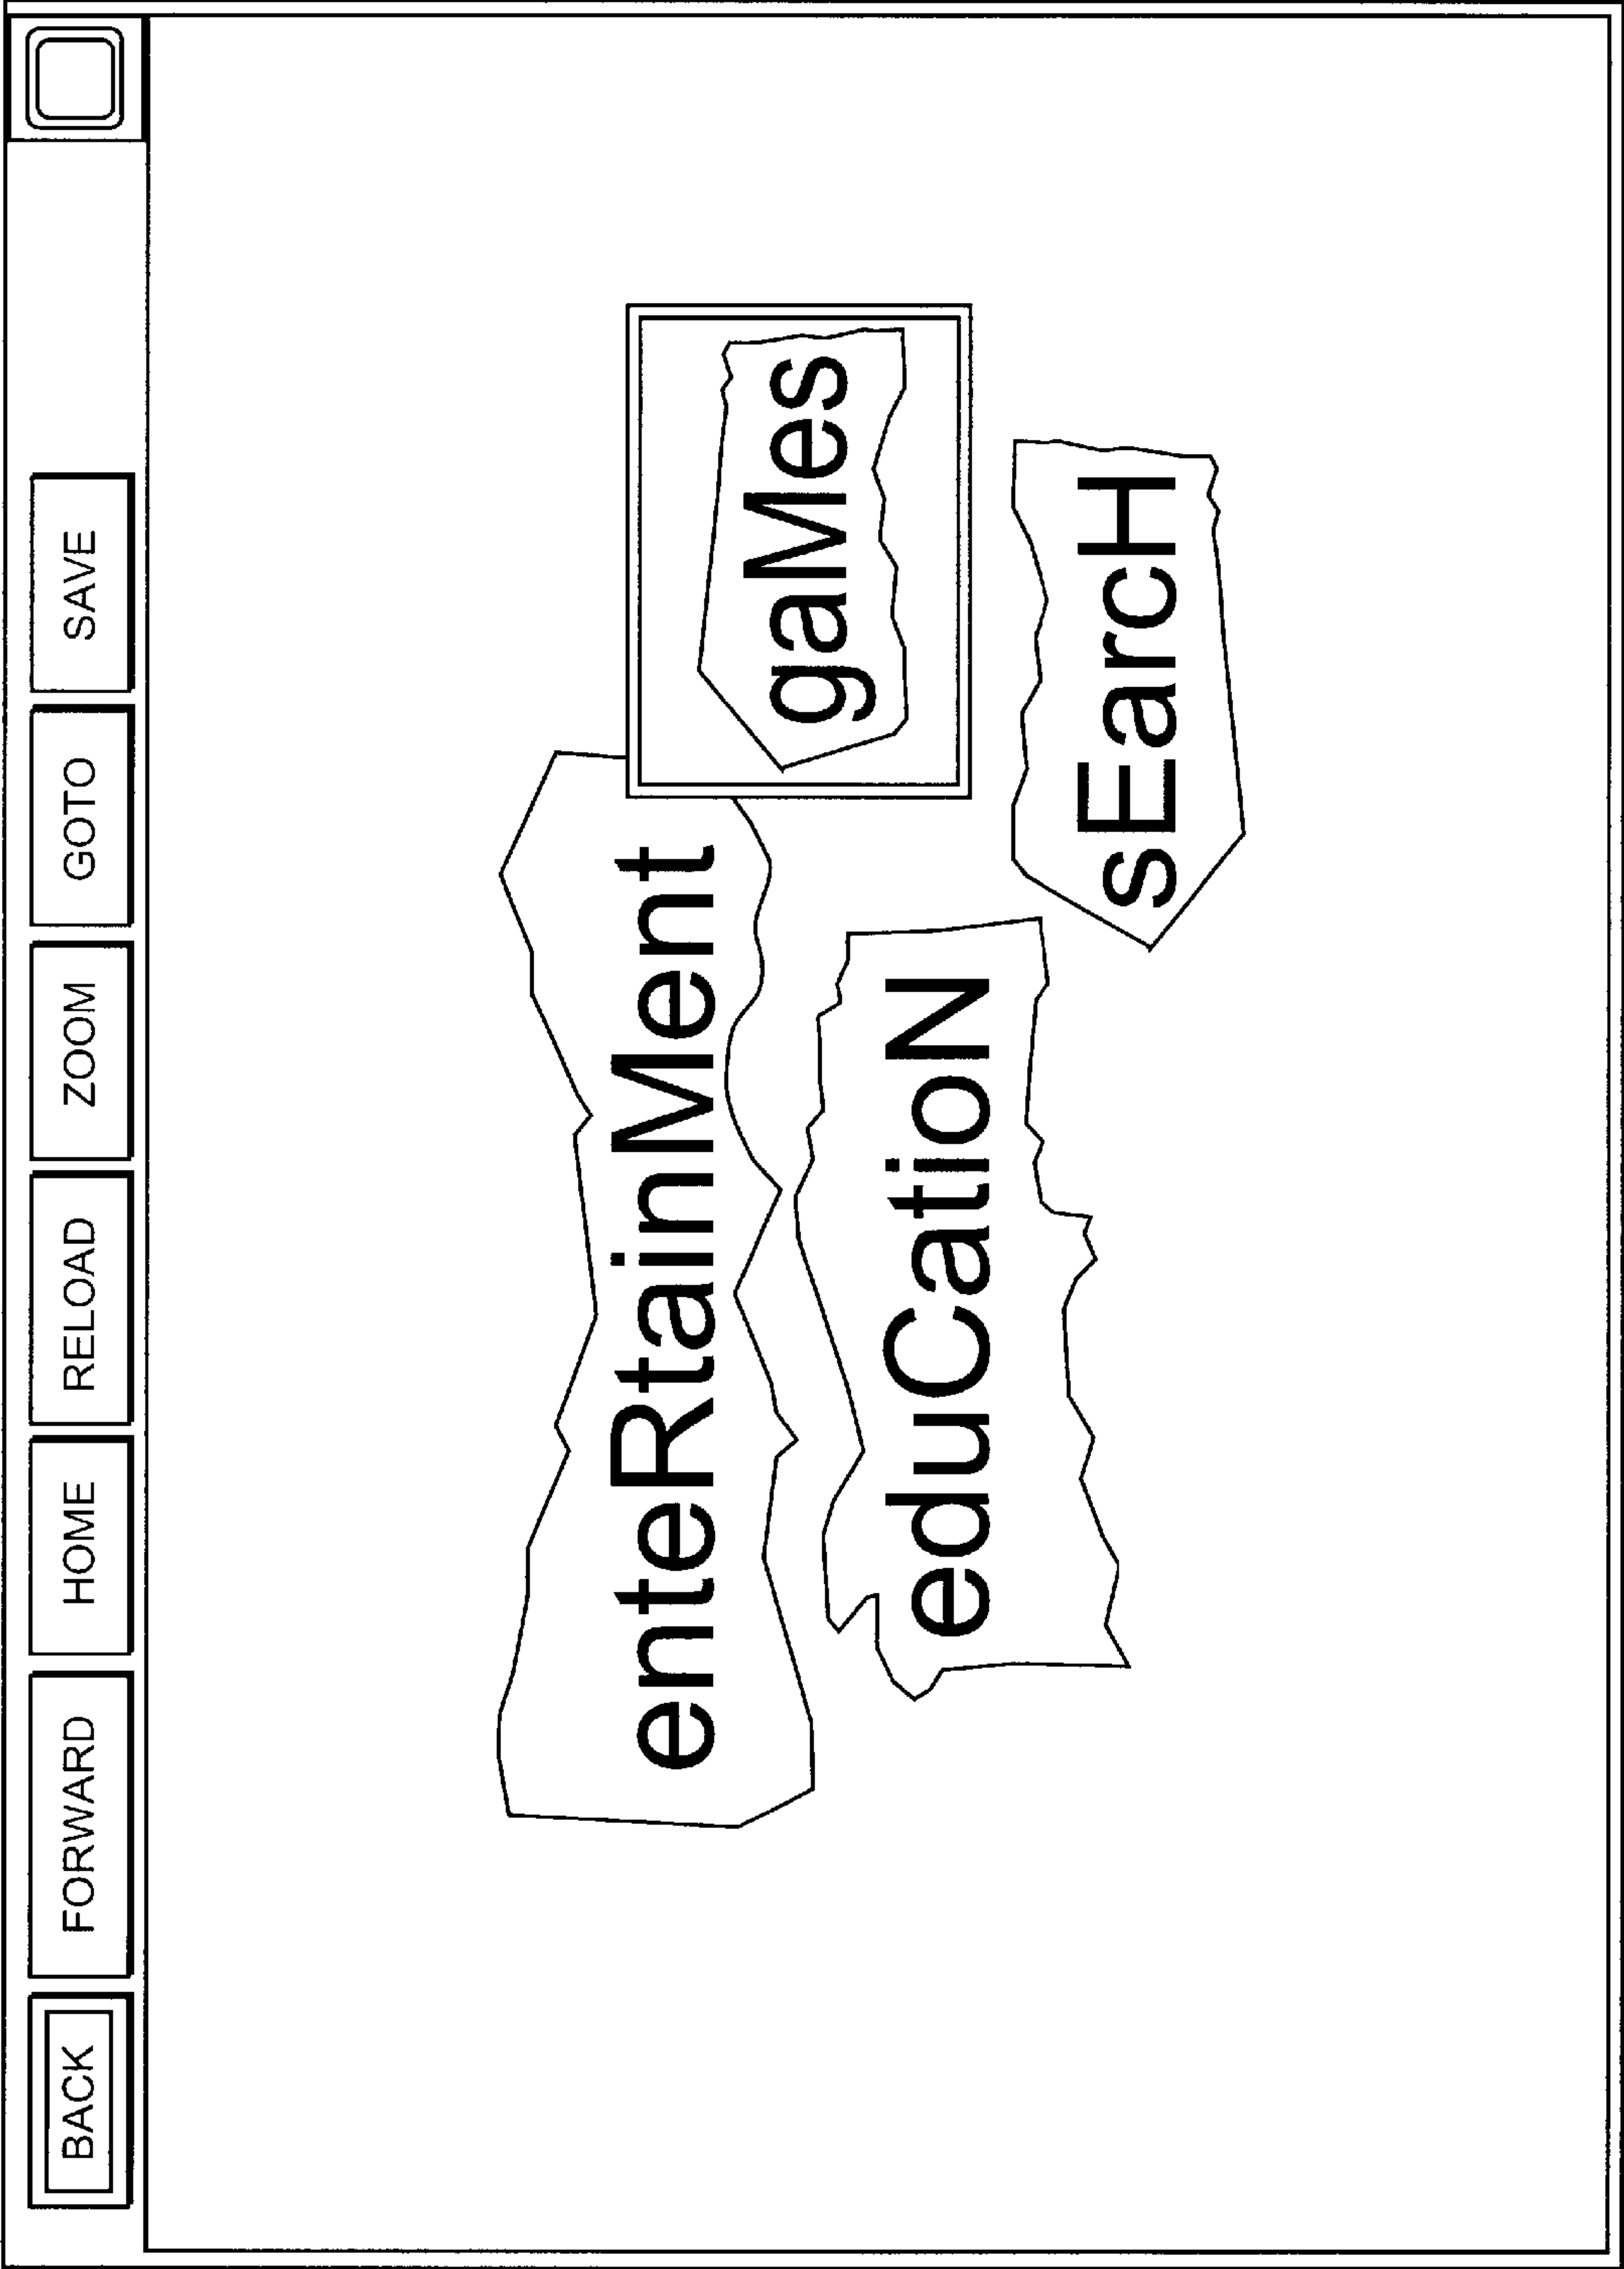 BACK FORWARD HOME RELOAD ZOOM GOTO SAVE
enteRtainMent
gaMes
eduCatioN
sEarcH